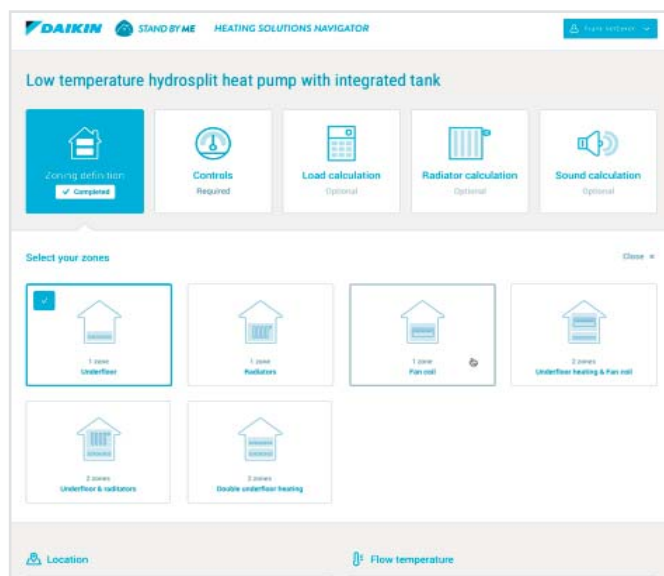 DAIKIN STAND BY ME HEATING SOLUTIONS NAVIGATOR
Low temperature hydrosplit heat pump with integrated tank
Zoning definition
Completed
Controls
Required
Load calculation
Optional
Radiator calculation
Optional
Sound calculation
Optional
Select your zones
Close ×
1 zone
Underfloor
1 zone
Radiators
1 zone
Fan coil
2 zones
Underfloor heating & Fan coil
2 zones
Underfloor & raditators
2 zones
Double underfloor heating
Location
Flow temperature